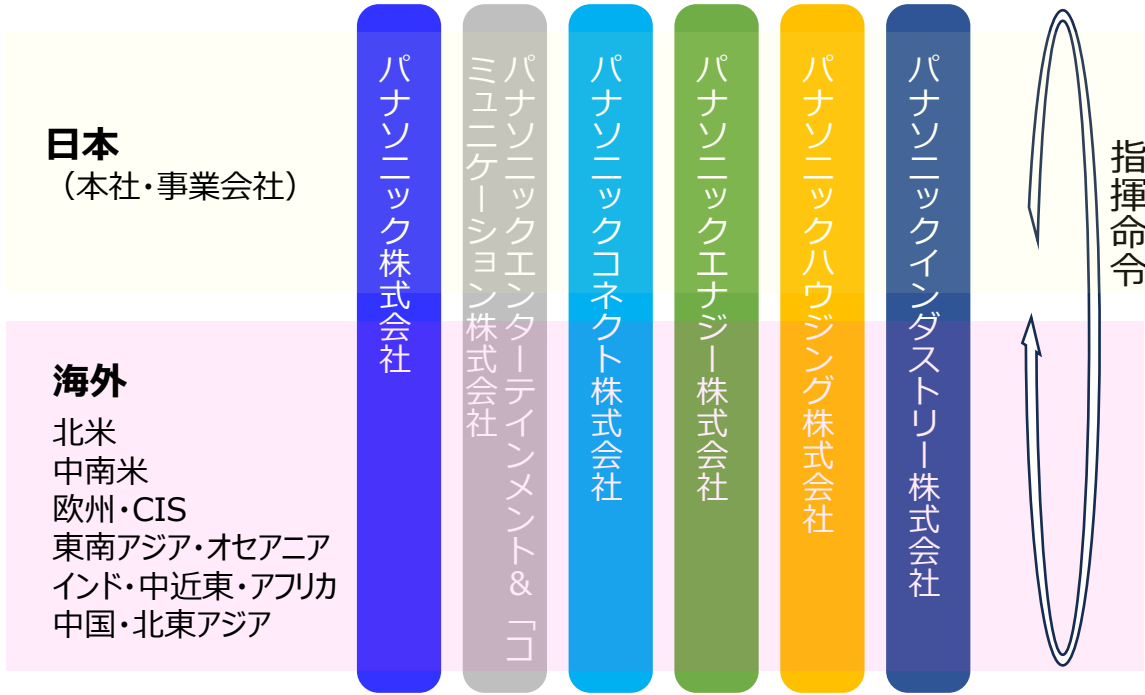 日本
（本社・事業会社）
海外
北米
中南米
欧州・CIS
東南アジア・オセアニア
インド・中近東・アフリカ
中国・北東アジア
パナソニック株式会社
パナソニックエンターテインメント＆「コ
ミュニケーション株式会社
パナソニックコネクト株式会社
パナソニックエナジー株式会社
パナソニックハウジング株式会社
パナソニックインダストリー株式会社
指揮命令